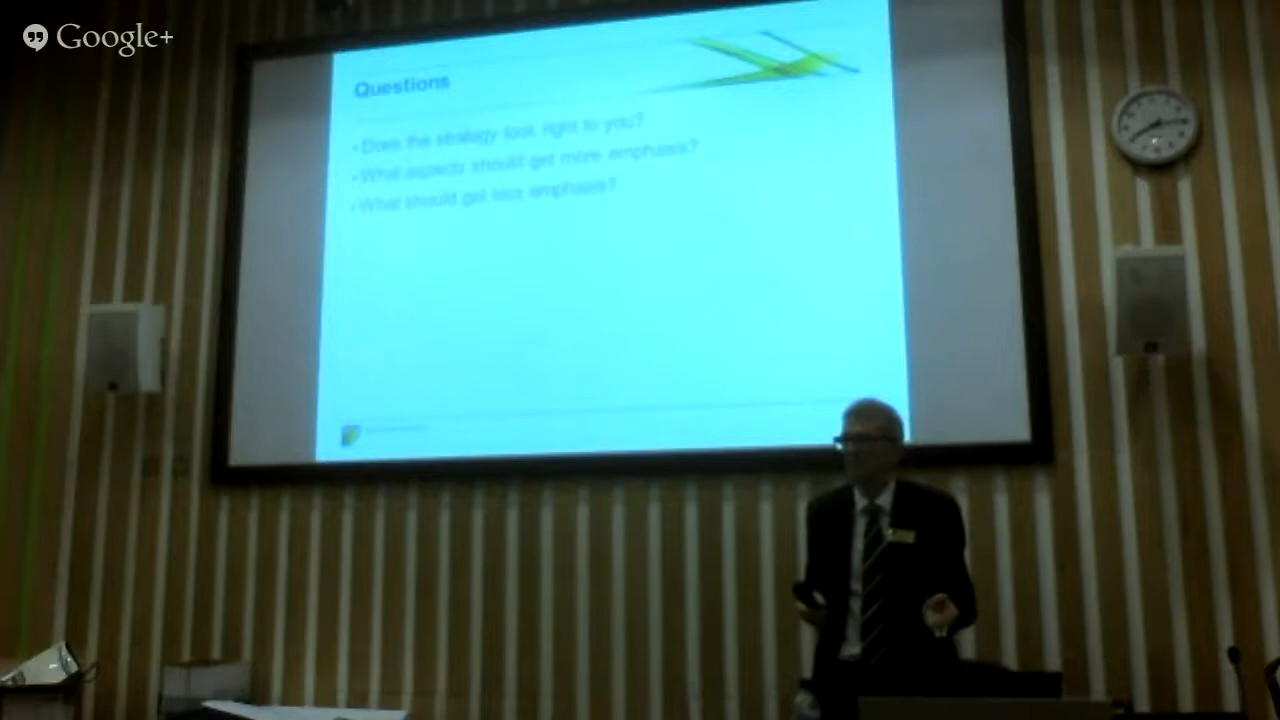 Google+
Questions
• Does the strategy look right to you?
• What aspects should get more emphasis?
• What should get less emphasis?